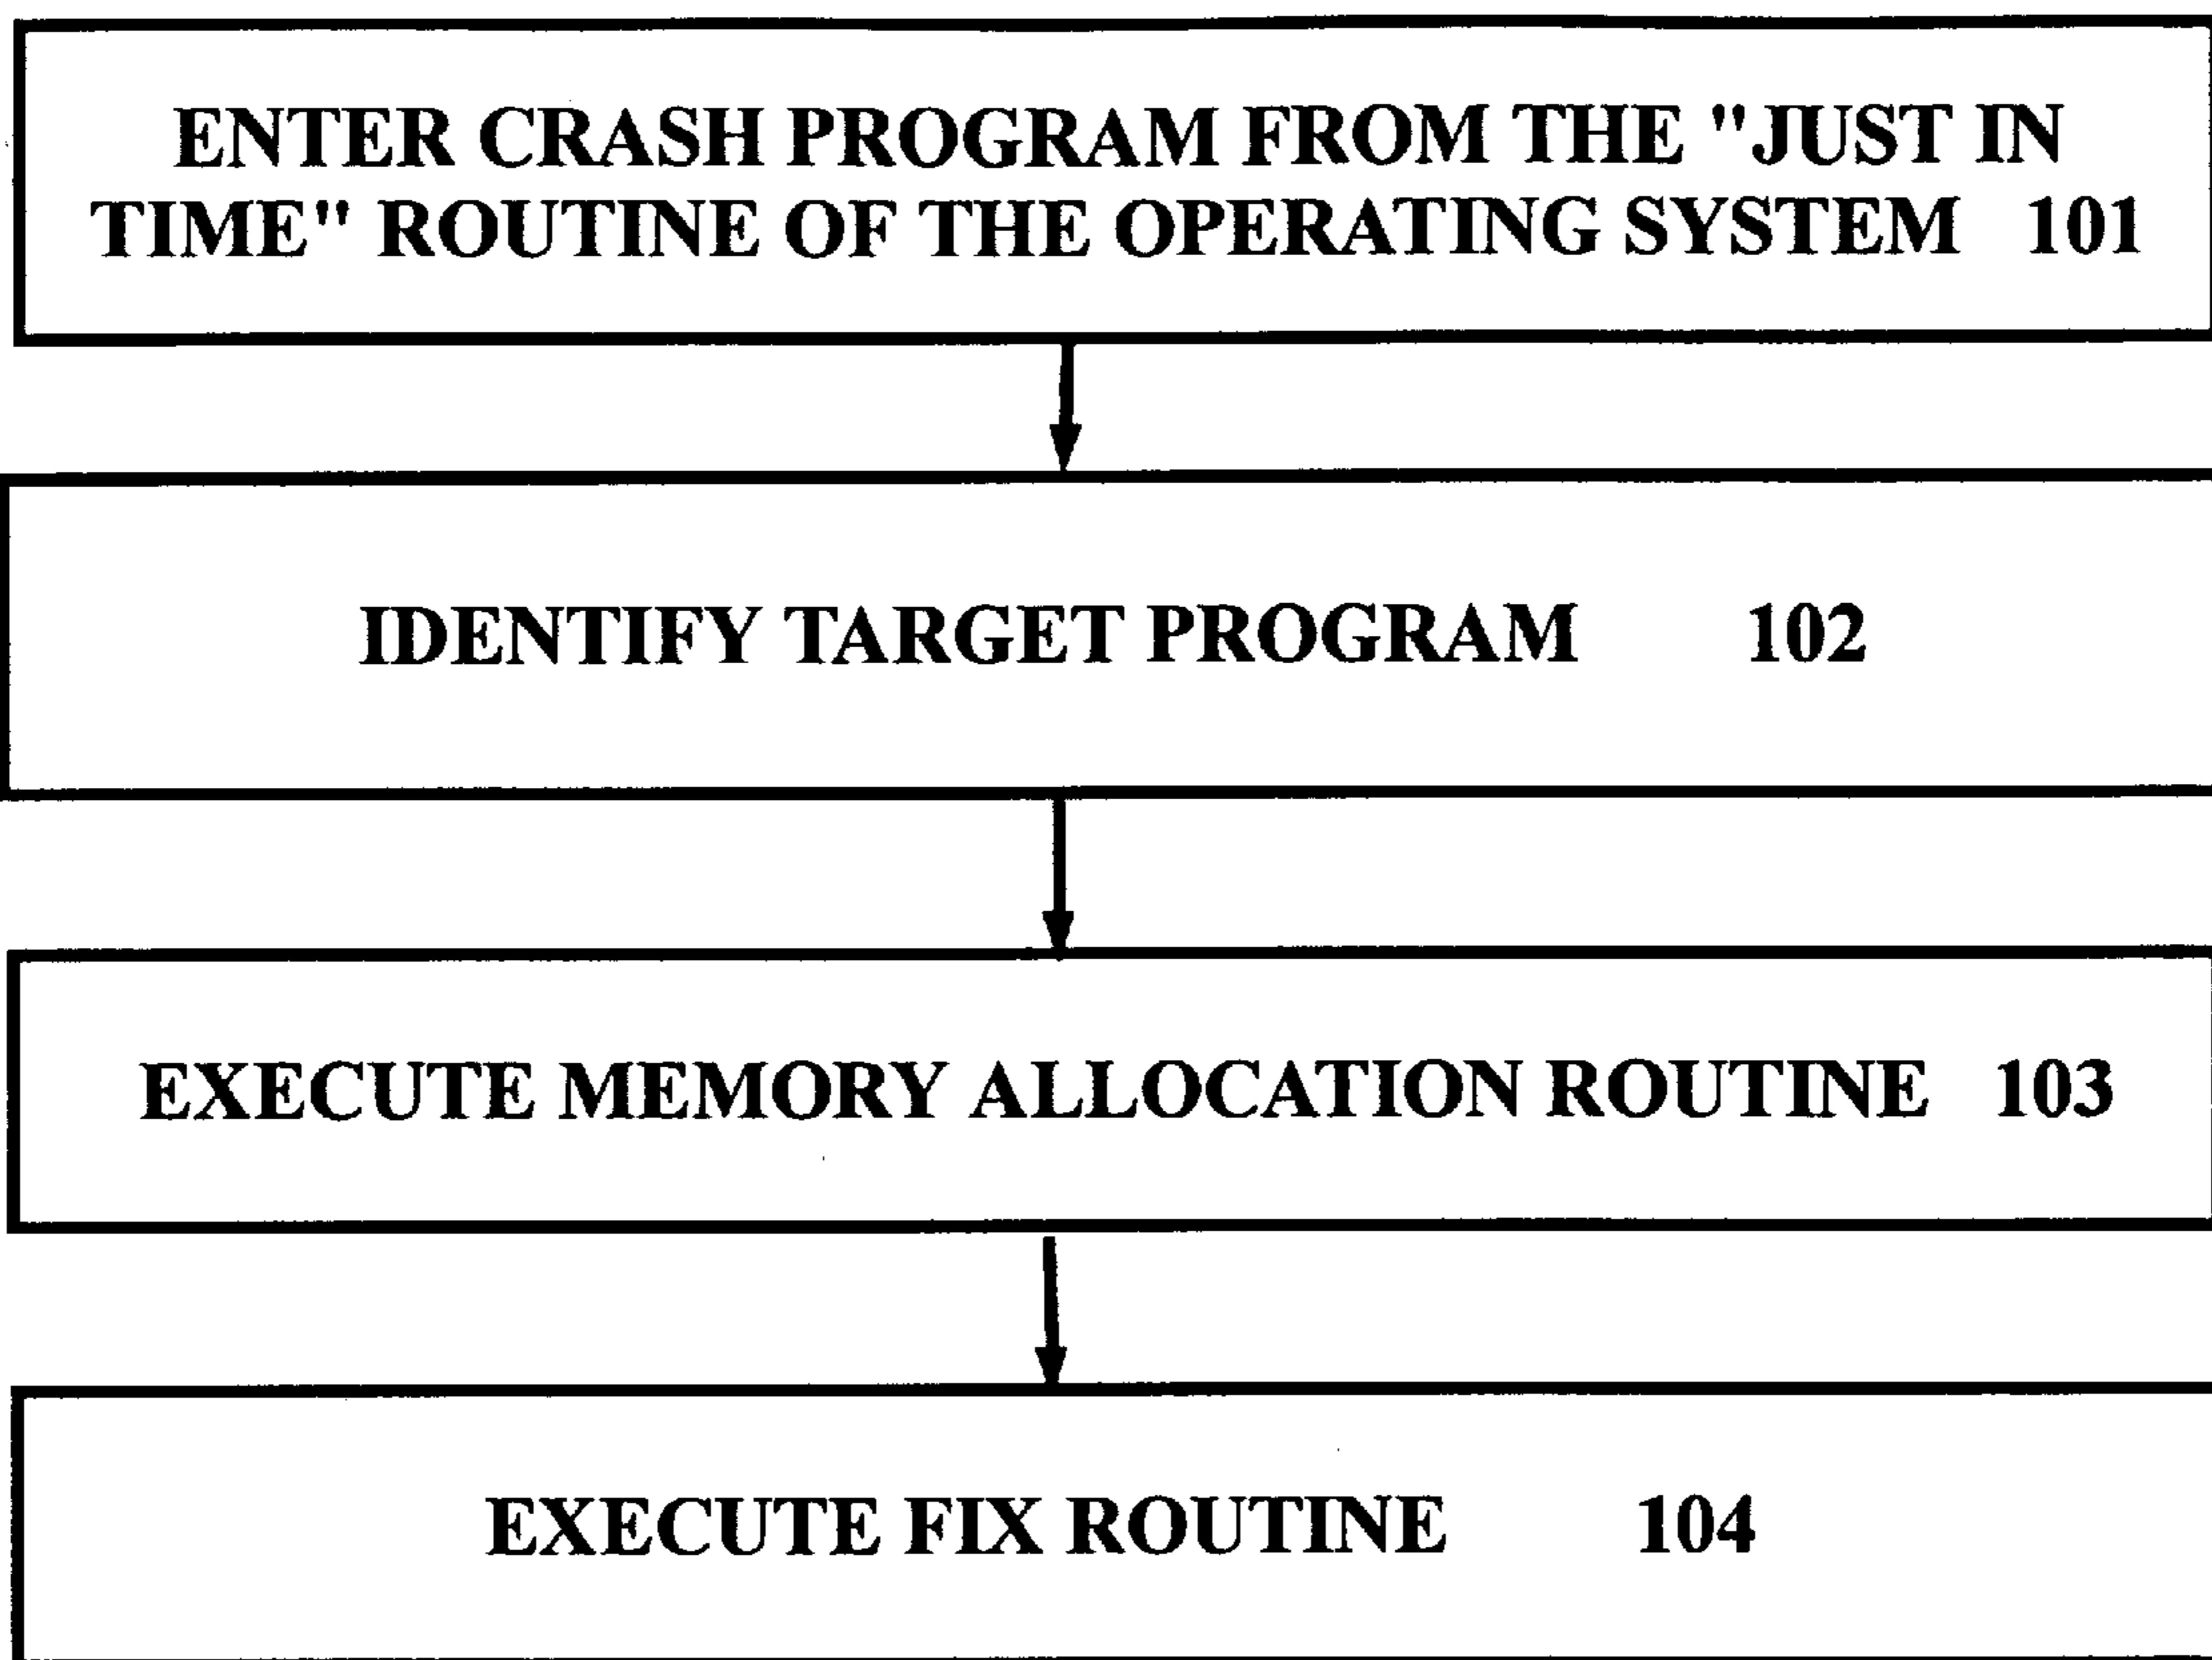 ENTER CRASH PROGRAM FROM THE "JUST IN
TIME" ROUTINE OF THE OPERATING SYSTEM 101
IDENTIFY TARGET PROGRAM 102
EXECUTE MEMORY ALLOCATION ROUTINE 103
EXECUTE FIX ROUTINE 104